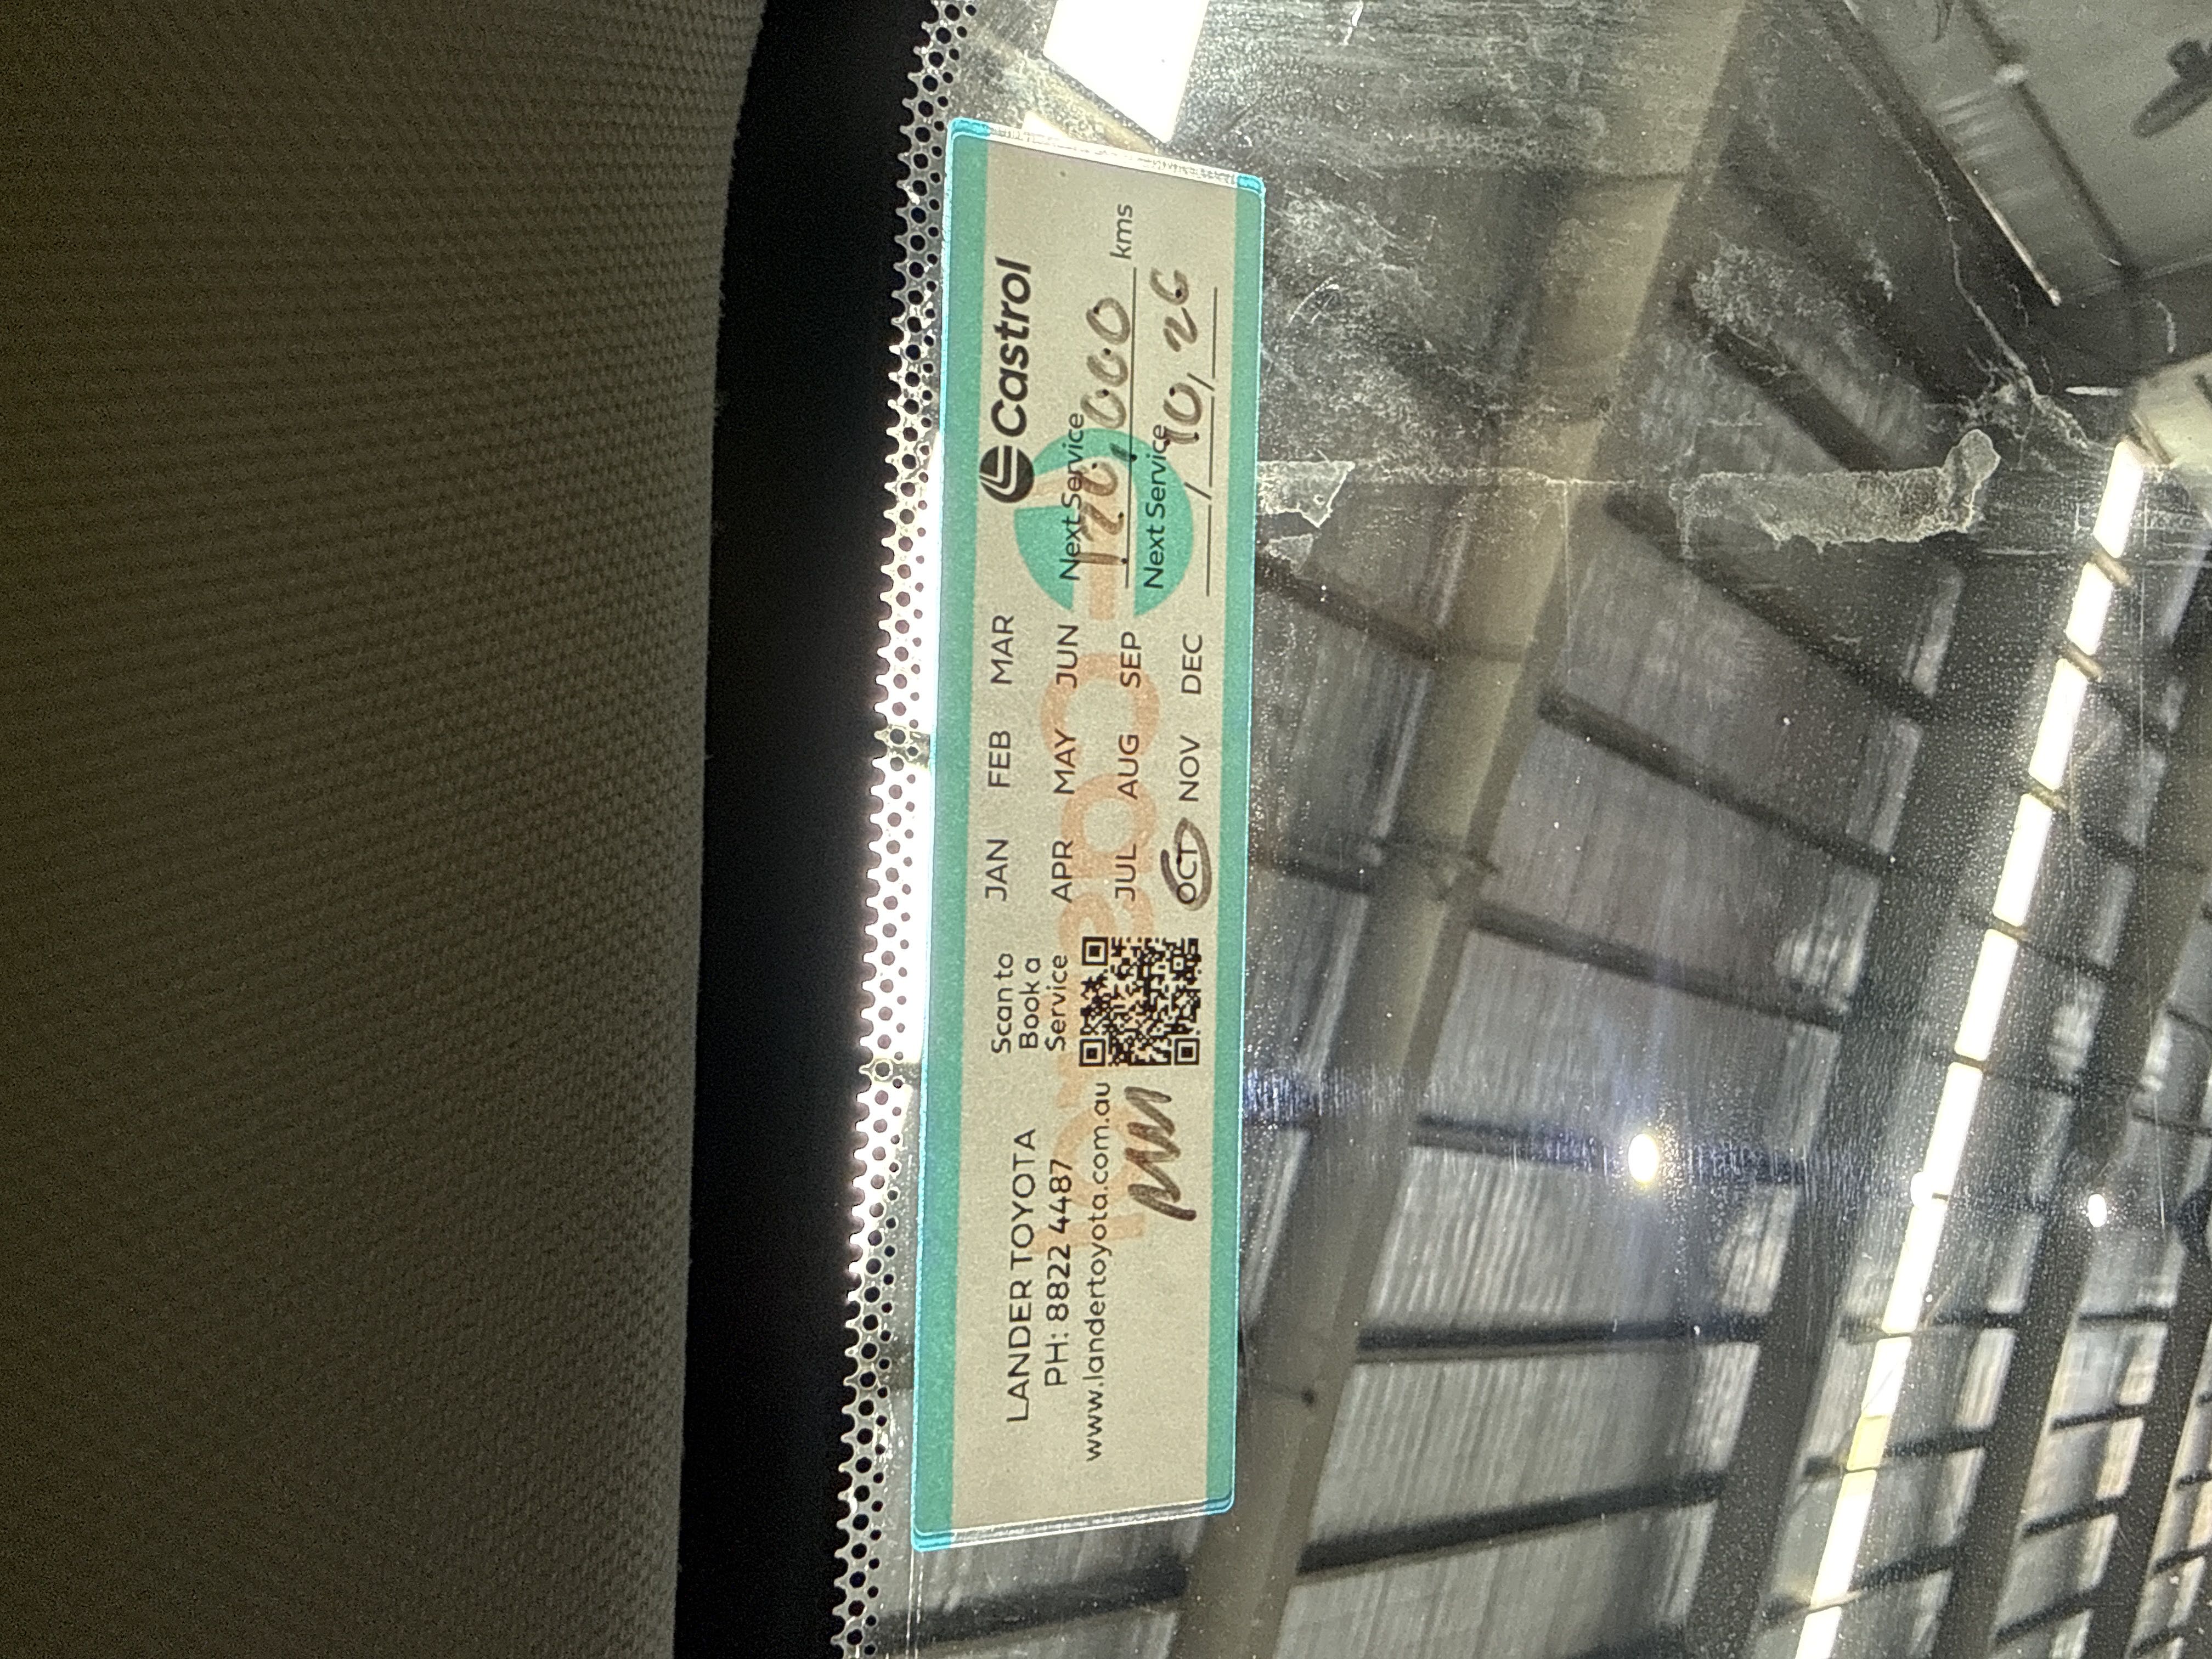 LANDER TOYOTA
PH: 8822 4487
www.landertoyota.com.au
Scan to
Book a
Service
JAN FEB MAR
APR MAY JUN
JUL AUG SEP
OCT NOV DEC
Castrol
Next Service
120,000 kms
Next Service
/10/26